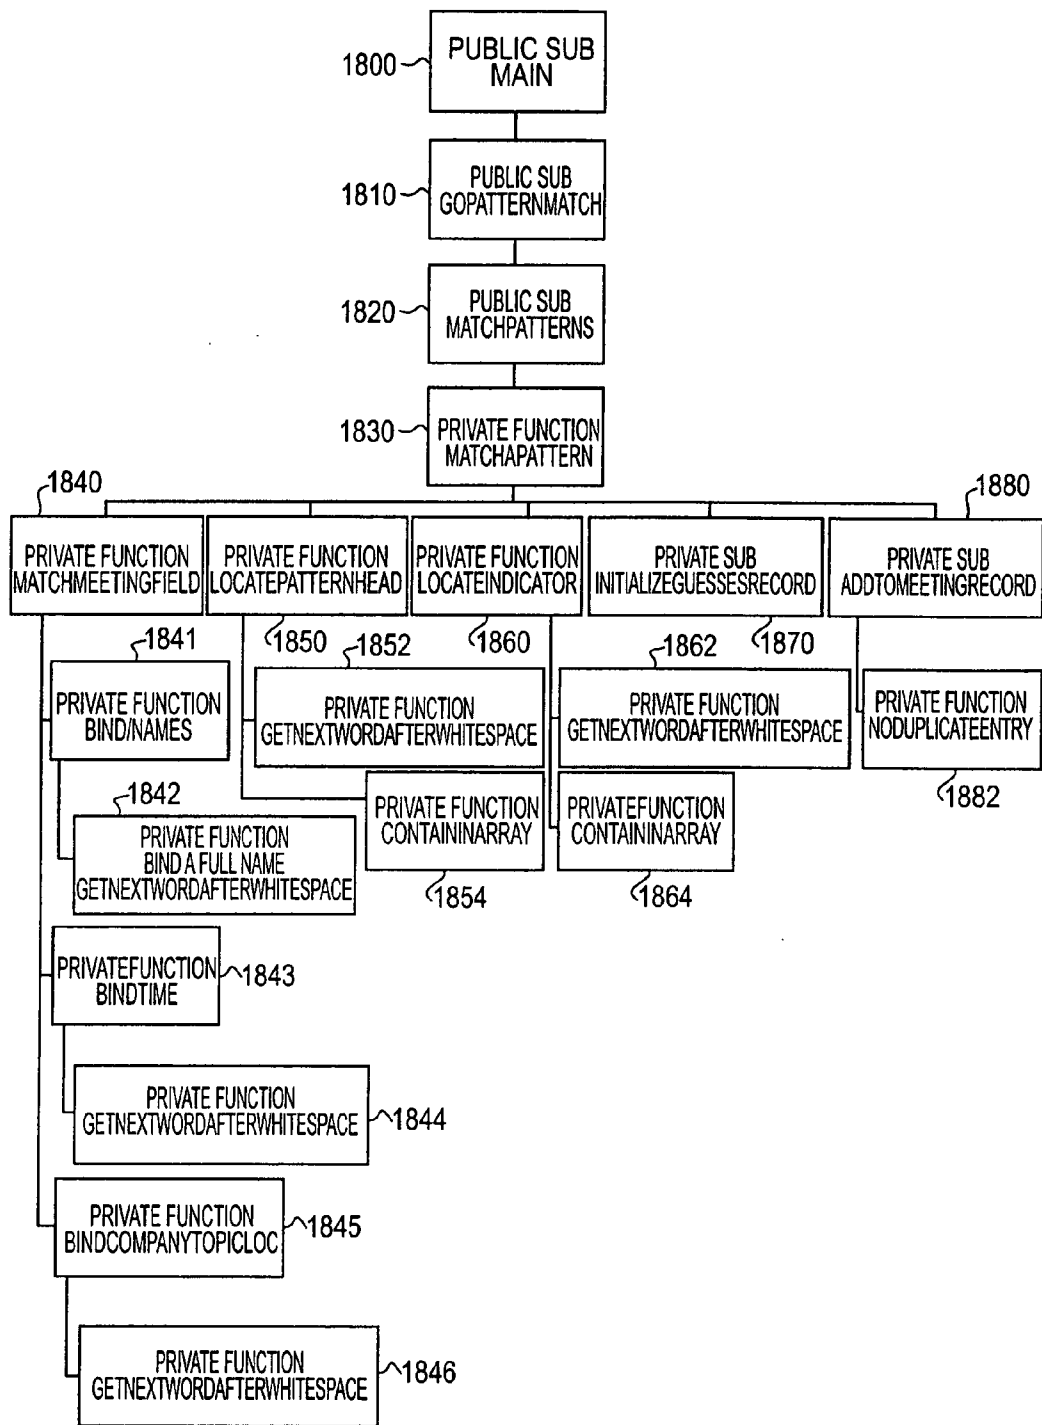 PUBLIC SUB
MAIN
1800
PUBLIC SUB
GOPATTERNMATCH
1810
PUBLIC SUB
MATCHPATTERNS
1820
PRIVATE FUNCTION
MATCHAPATTERN
1830
1840
1880
PRIVATE FUNCTION
MATCHMEETINGFIELD
PRIVATE FUNCTION
LOCATEPATTERNHEAD
PRIVATE FUNCTION
LOCATEINDICATOR
PRIVATE SUB
INITIALIZEGUESSESRECORD
PRIVATE SUB
ADDTOMEETINGRECORD
1850
1860
1870
1841
1852
1862
PRIVATE FUNCTION
BIND/NAMES
PRIVATE FUNCTION
GETNEXTWORDAFTERWHITESPACE
PRIVATE FUNCTION
GETNEXTWORDAFTERWHITESPACE
PRIVATE FUNCTION
NODUPLICATEENTRY
1882
1842
PRIVATE FUNCTION
BIND A FULL NAME
GETNEXTWORDAFTERWHITESPACE
PRIVATE FUNCTION
CONTAININARRAY
PRIVATEFUNCTION
CONTAININARRAY
1854
1864
PRIVATEFUNCTION
BINDTIME
1843
PRIVATE FUNCTION
GETNEXTWORDAFTERWHITESPACE
1844
PRIVATE FUNCTION
BINDCOMPANYTOPICLOC
1845
PRIVATE FUNCTION
GETNEXTWORDAFTERWHITESPACE
1846